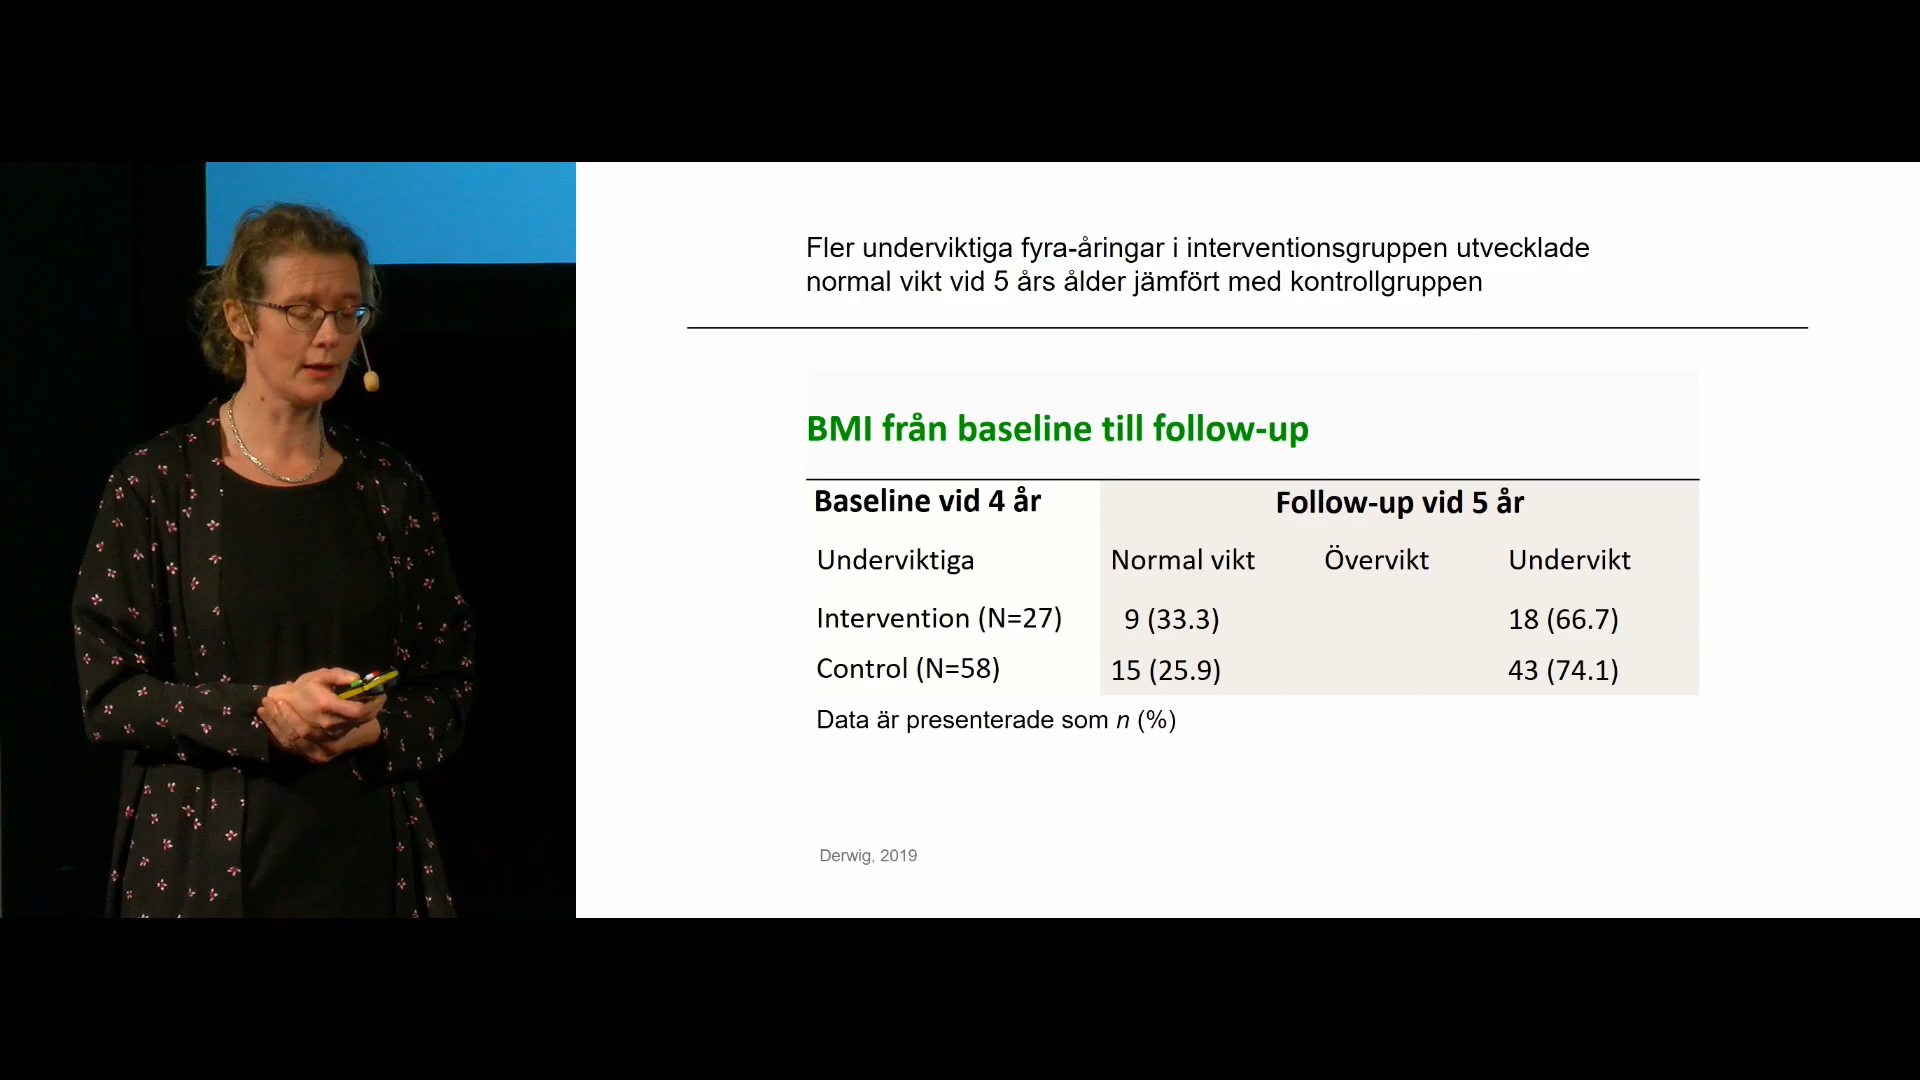 Fler underviktiga fyra-åringar i interventionsgruppen utvecklade
normal vikt vid 5 års ålder jämfört med kontrollgruppen
BMI från baseline till follow-up
Baseline vid 4 år Follow-up vid 5 år
Underviktiga Normal vikt Övervikt Undervikt
Intervention (N=27) 9 (33.3) 18 (66.7)
Control (N=58) 15 (25.9) 43 (74.1)
Data är presenterade som n (%)
Derwig, 2019